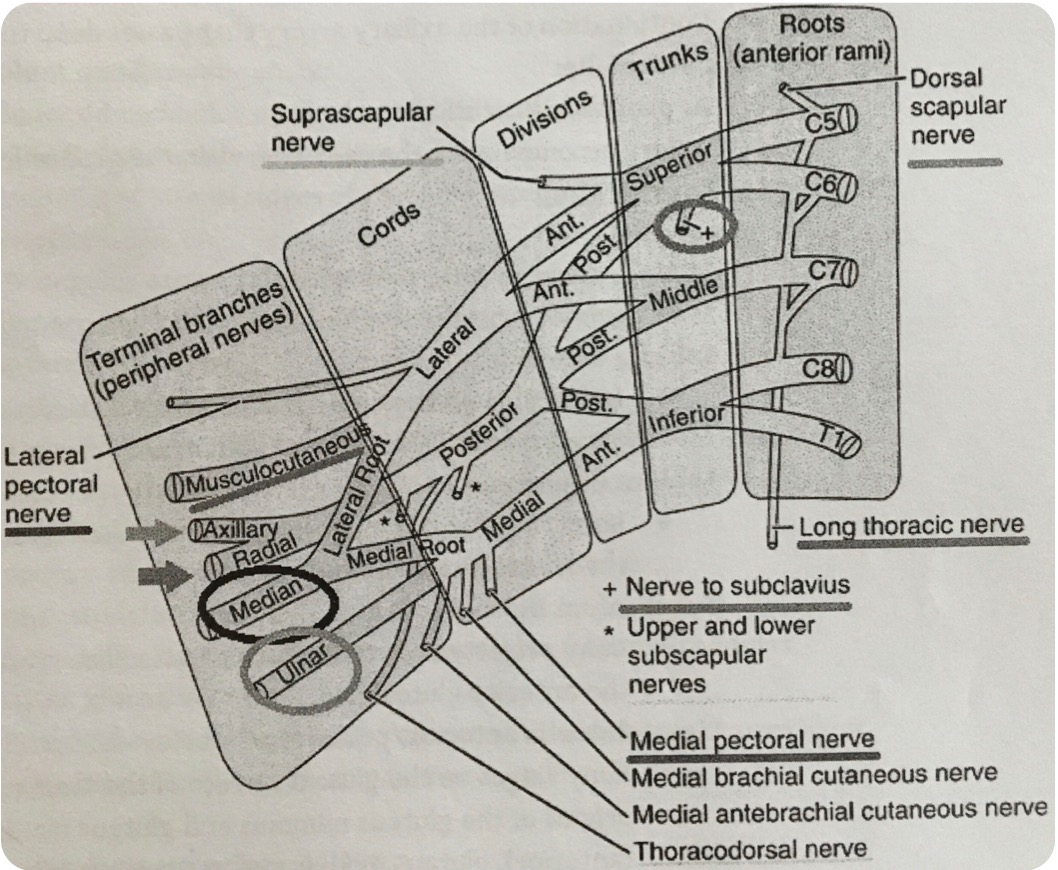 Roots
(anterior rami)
Trunks
Divisions
Cords
Terminal branches
(peripheral nerves)
Suprascapular
nerve
Dorsal
scapular
nerve
C5
C6
C7
C8
T1
Superior
Middle
Inferior
+
Ant.
Post.
Ant.
Post.
Post.
Ant.
Lateral
Posterior
Medial
*
*
Lateral Root
Medial Root
Lateral
pectoral
nerve
Musculocutaneous
Axillary
Radial
Median
Ulnar
Long thoracic nerve
+ Nerve to subclavius
* Upper and lower
subscapular
nerves
Medial pectoral nerve
Medial brachial cutaneous nerve
Medial antebrachial cutaneous nerve
Thoracodorsal nerve